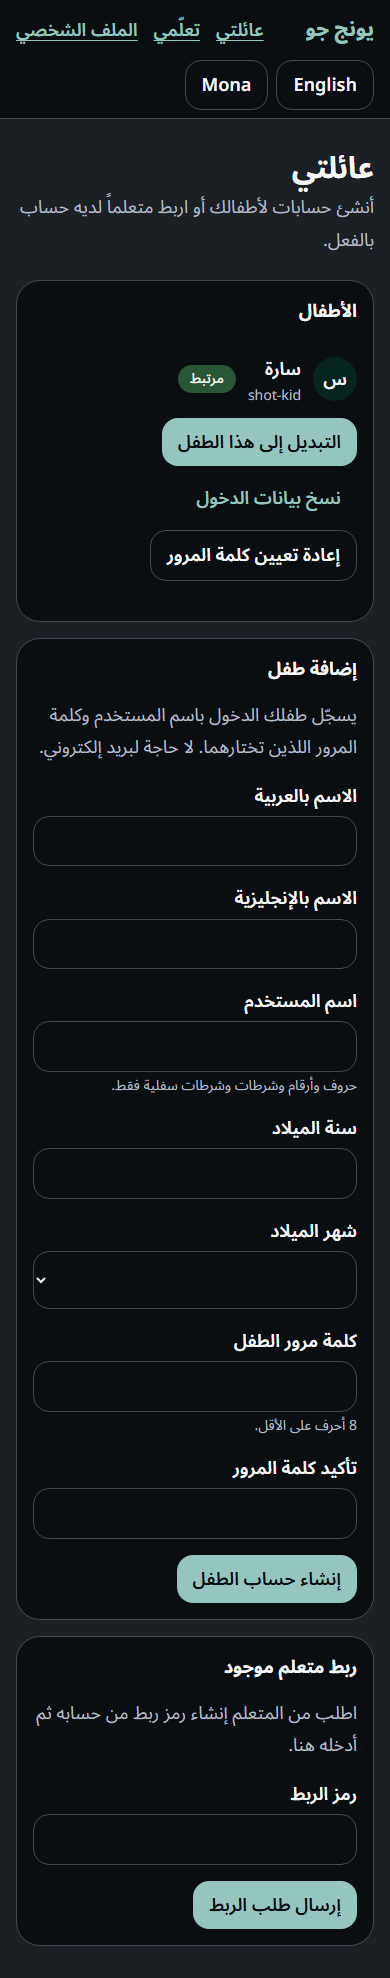 يونج جو
عائلتي
تعلّمي
الملف الشخصي
English
Mona
عائلتي
أنشئ حسابات لأطفالك أو اربط متعلماً لديه حساب
بالفعل.
الأطفال
س
سارة
مرتبط
shot-kid
التبديل إلى هذا الطفل
نسخ بيانات الدخول
إعادة تعيين كلمة المرور
إضافة طفل
يسجّل طفلك الدخول باسم المستخدم وكلمة
المرور اللذين تختارهما. لا حاجة لبريد إلكتروني.
الاسم بالعربية
الاسم بالإنجليزية
اسم المستخدم
حروف وأرقام وشرطات وشرطات سفلية فقط.
سنة الميلاد
شهر الميلاد
كلمة مرور الطفل
8 أحرف على الأقل.
تأكيد كلمة المرور
إنشاء حساب الطفل
ربط متعلم موجود
اطلب من المتعلم إنشاء رمز ربط من حسابه ثم
أدخله هنا.
رمز الربط
إرسال طلب الربط